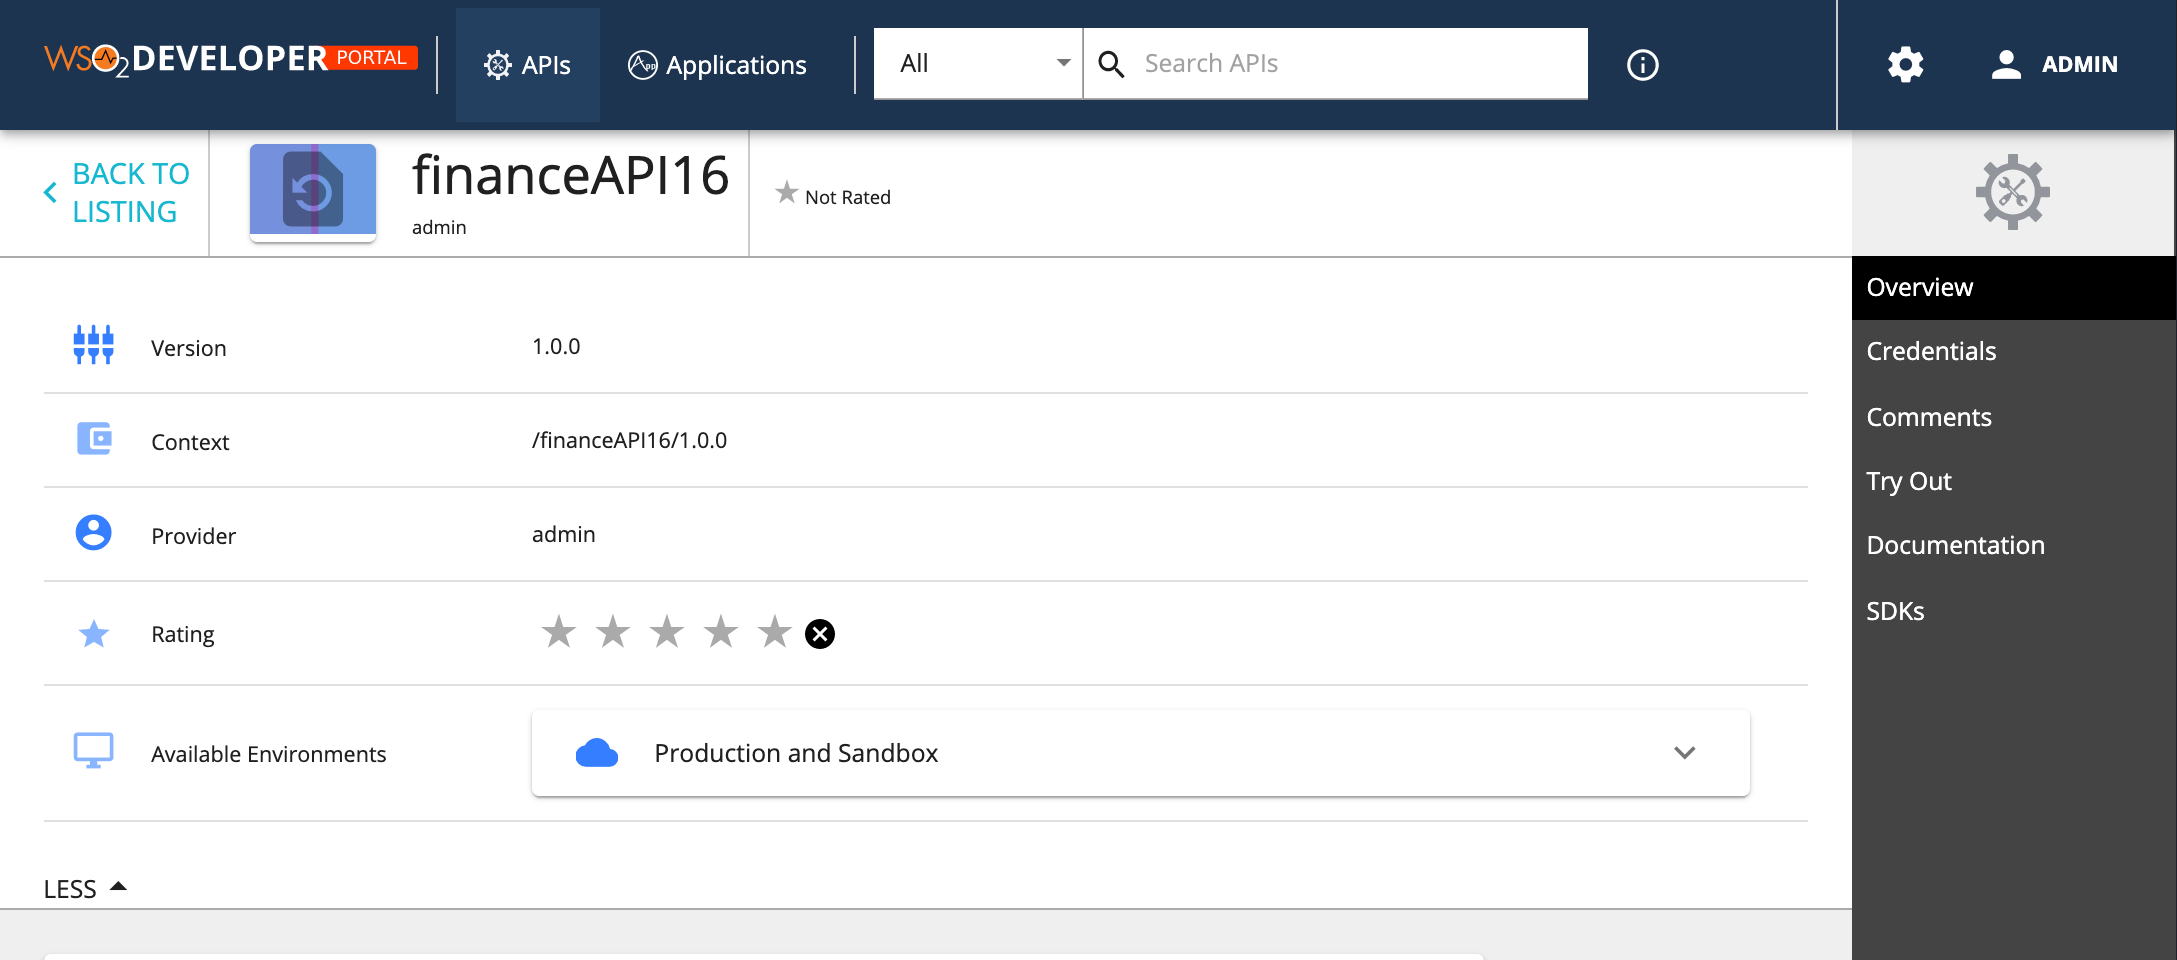 WSO2 DEVELOPER PORTAL
APIs
Applications
All
Search APIs
ADMIN
BACK TO
LISTING
financeAPI16
admin
Not Rated
Version
1.0.0
Context
/financeAPI16/1.0.0
Provider
admin
Rating
Available Environments
Production and Sandbox
LESS
Overview
Credentials
Comments
Try Out
Documentation
SDKs